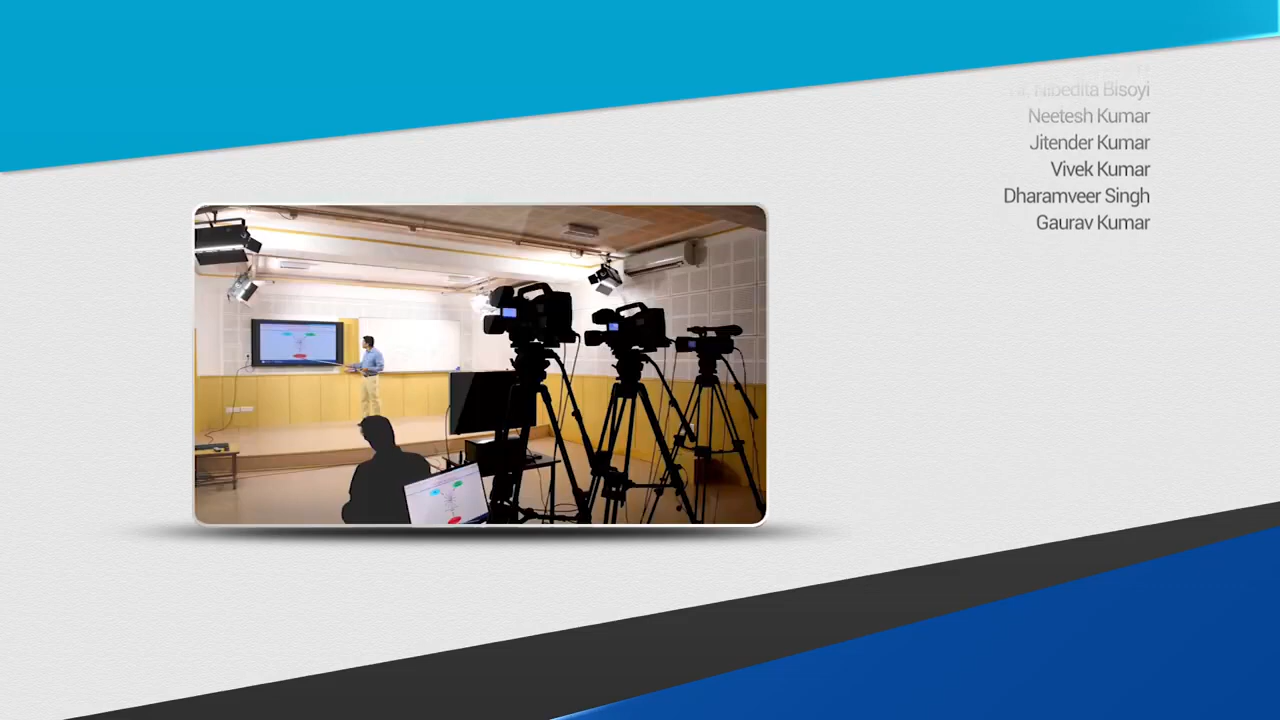 Nibedita Bisoyi
Neetesh Kumar
Jitender Kumar
Vivek Kumar
Dharamveer Singh
Gaurav Kumar